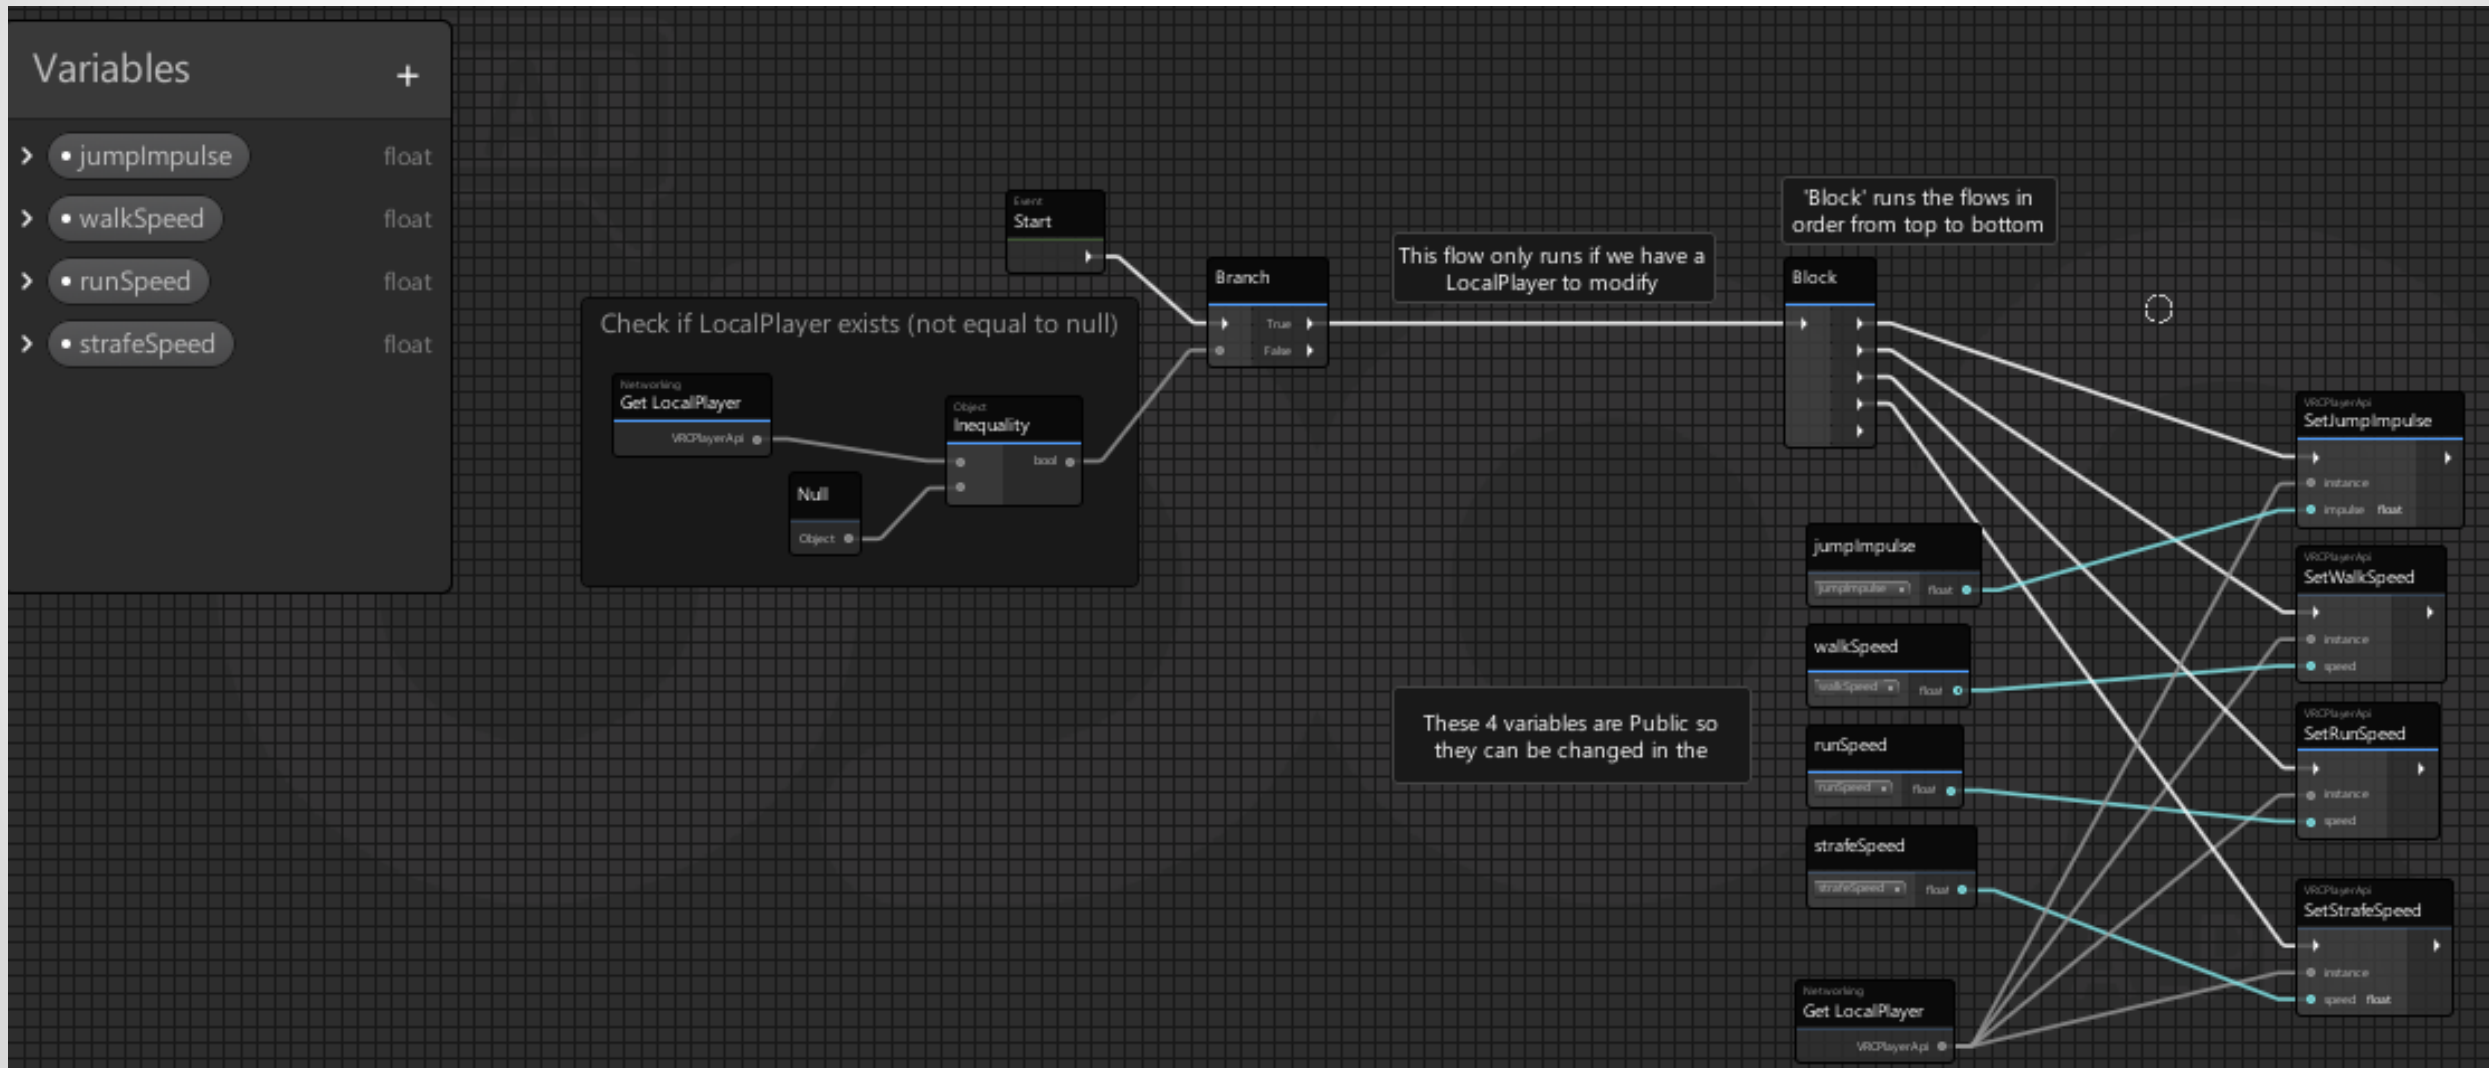 Variables +
jumpImpulse float
walkSpeed float
runSpeed float
strafeSpeed float
Event
Start
Check if LocalPlayer exists (not equal to null)
Networking
Get LocalPlayer
VRCPlayerApi
Null
Object
Object
Inequality
bool
Branch
True
False
This flow only runs if we have a
LocalPlayer to modify
'Block' runs the flows in
order from top to bottom
Block
These 4 variables are Public so
they can be changed in the
jumpImpulse
jumpImpulse float
walkSpeed
walkSpeed float
runSpeed
runSpeed float
strafeSpeed
strafeSpeed float
Networking
Get LocalPlayer
VRCPlayerApi
VRCPlayerApi
SetJumpImpulse
instance
impulse float
VRCPlayerApi
SetWalkSpeed
instance
speed
VRCPlayerApi
SetRunSpeed
instance
speed
VRCPlayerApi
SetStrafeSpeed
instance
speed float